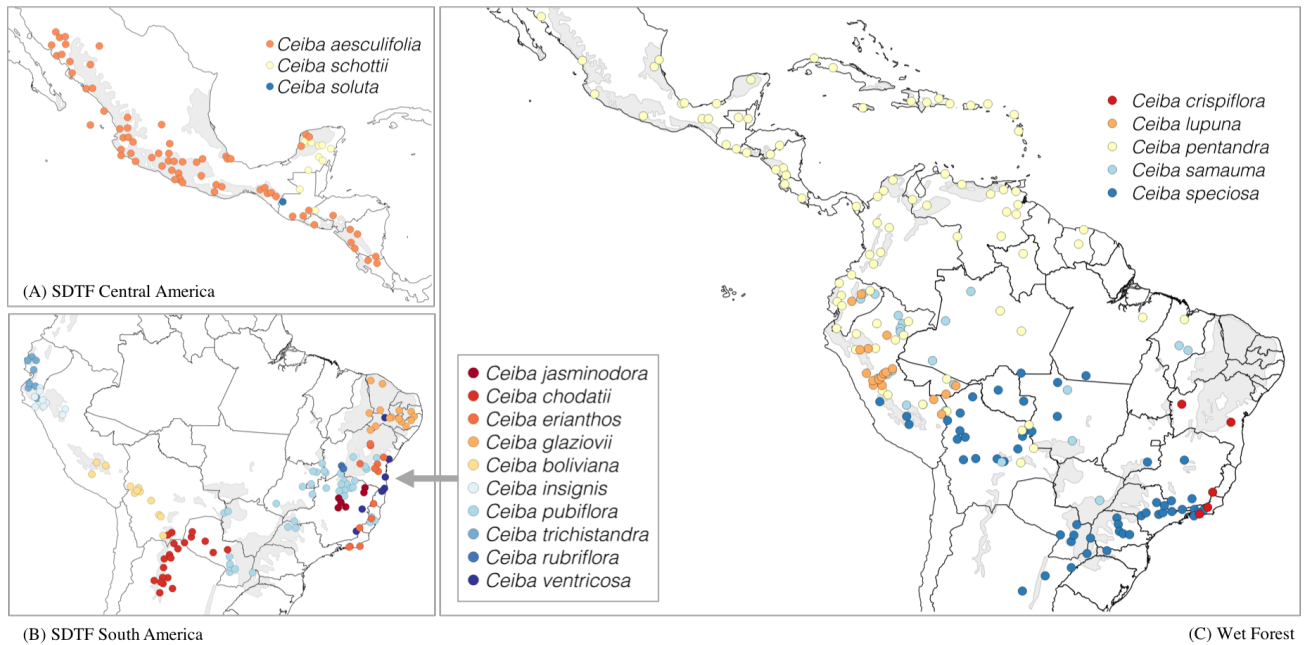 Ceiba aesculifolia
Ceiba schottii
Ceiba soluta
(A) SDTF Central America
Ceiba crispiflora
Ceiba lupuna
Ceiba pentandra
Ceiba samauma
Ceiba speciosa
Ceiba jasminodora
Ceiba chodatii
Ceiba erianthos
Ceiba glaziovii
Ceiba boliviana
Ceiba insignis
Ceiba pubiflora
Ceiba trichistandra
Ceiba rubriflora
Ceiba ventricosa
(B) SDTF South America
(C) Wet Forest